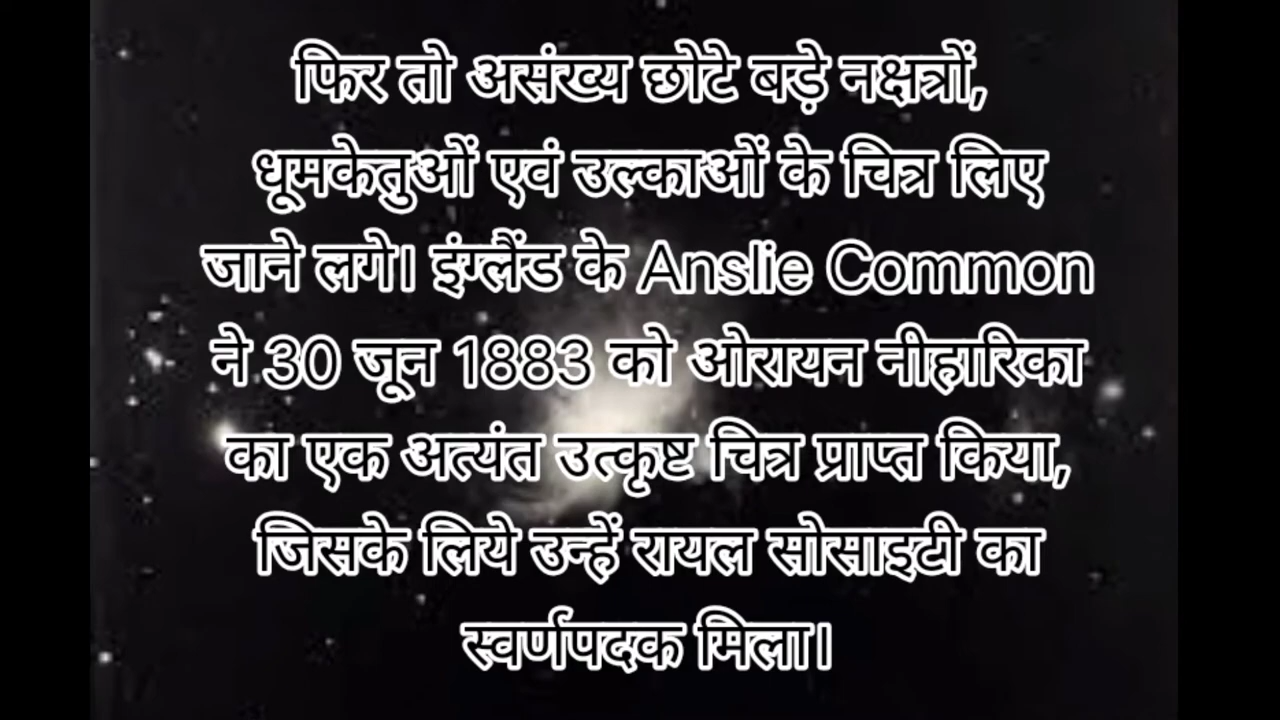 फिर तो असंख्य छोटे बड़े नक्षत्रों,
धूमकेतुओं एवं उल्काओं के चित्र लिए
जाने लगे। इंग्लैंड के Anslie Common
ने 30 जून 1883 को ओरायन नीहारिका
का एक अत्यंत उत्कृष्ट चित्र प्राप्त किया,
जिसके लिये उन्हें रायल सोसाइटी का
स्वर्णपदक मिला।